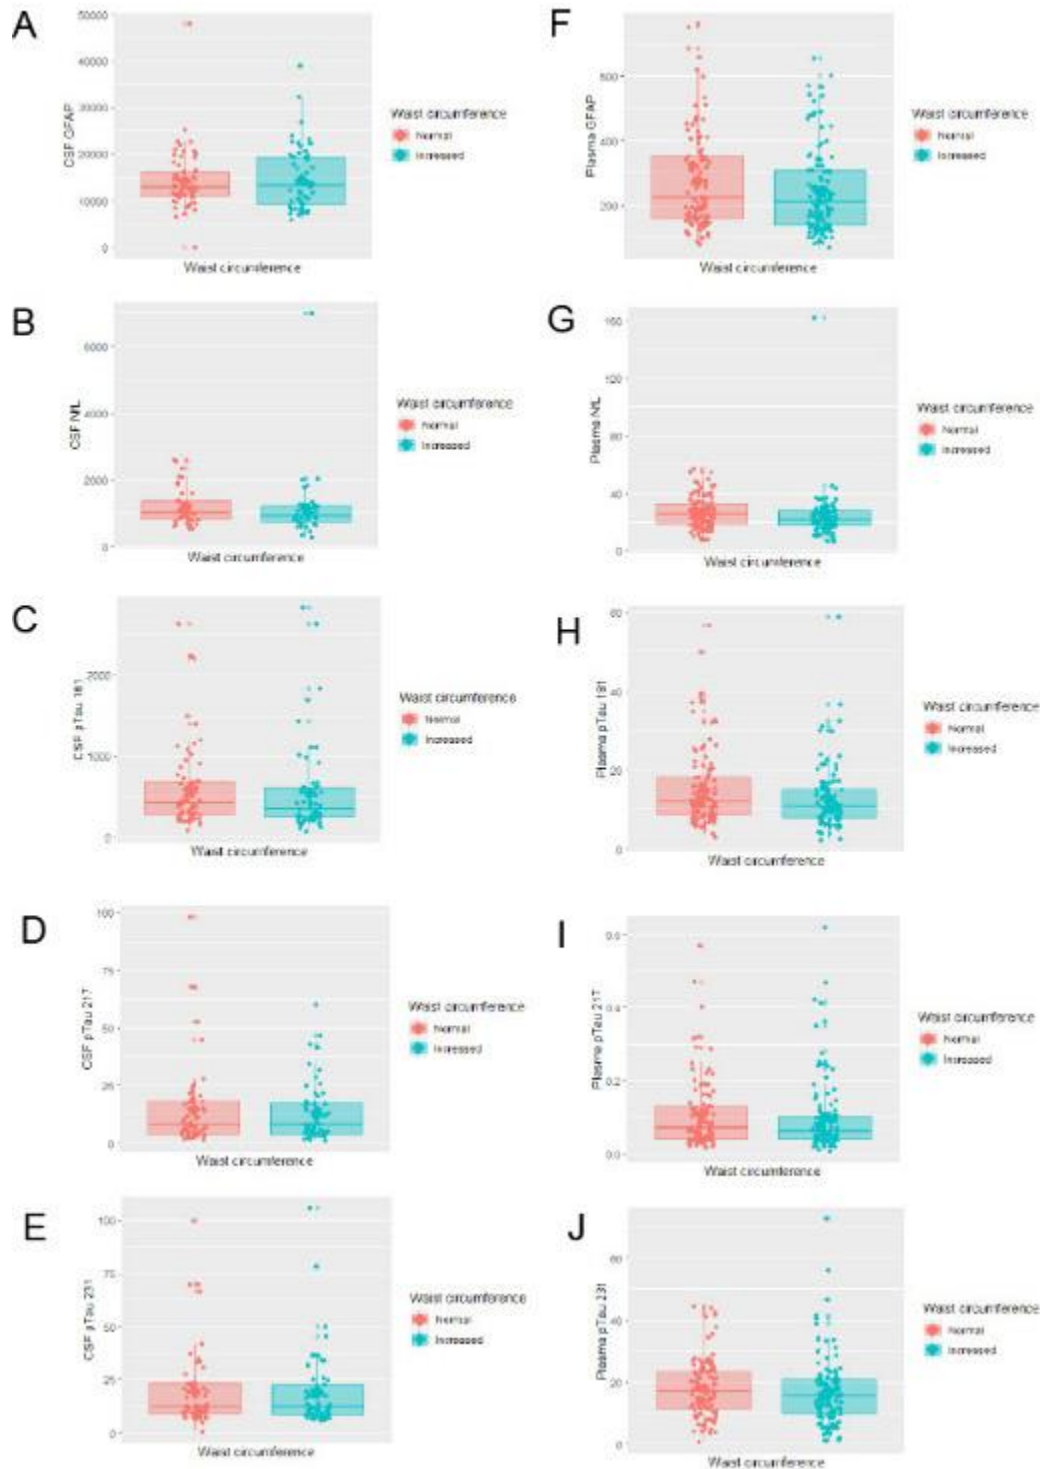 A
50000
40000
30000
20000
10000
0
CSF GFAP
Waist circumference
Waist circumference
Normal
Increased
F
400
200
Plasma GFAP
Waist circumference
Waist circumference
Normal
Increased
B
6000
4000
2000
0
CSF NfL
Waist circumference
Waist circumference
Normal
Increased
G
160
120
80
40
0
Plasma NfL
Waist circumference
Waist circumference
Normal
Increased
C
2000
1000
0
CSF pTau 181
Waist circumference
Waist circumference
Normal
Increased
H
60
40
20
0
Plasma pTau 181
Waist circumference
Waist circumference
Normal
Increased
D
100
75
50
25
0
CSF pTau 217
Waist circumference
Waist circumference
Normal
Increased
I
0.6
0.4
0.2
0.0
Plasma pTau 217
Waist circumference
Waist circumference
Normal
Increased
E
100
75
50
25
0
CSF pTau 231
Waist circumference
Waist circumference
Normal
Increased
J
60
40
20
0
Plasma pTau 231
Waist circumference
Waist circumference
Normal
Increased